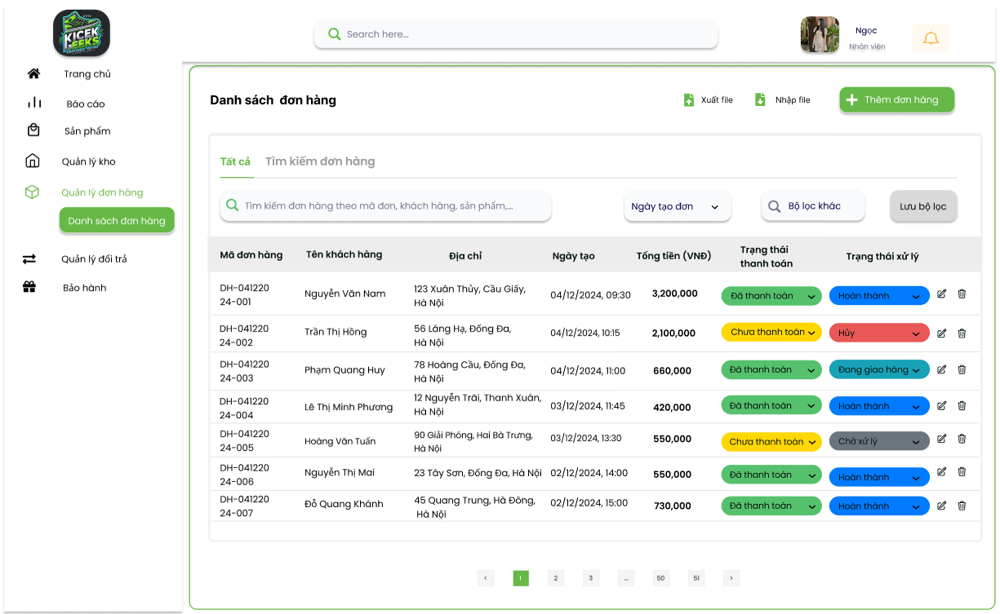 KICEK
GEEKS
Search here...
Ngọc
Nhân viên
Trang chủ
Báo cáo
Sản phẩm
Quản lý kho
Quản lý đơn hàng
Danh sách đơn hàng
Quản lý đổi trả
Bảo hành
Danh sách đơn hàng
Xuất file
Nhập file
Thêm đơn hàng
Tất cả
Tìm kiếm đơn hàng
Tìm kiếm đơn hàng theo mã đơn, khách hàng, sản phẩm,...
Ngày tạo đơn
Bộ lọc khác
Lưu bộ lọc
Mã đơn hàng
Tên khách hàng
Địa chỉ
Ngày tạo
Tổng tiền (VNĐ)
Trạng thái
thanh toán
Trạng thái xử lý
DH-041220
24-001
Nguyễn Văn Nam
123 Xuân Thủy, Cầu Giấy,
Hà Nội
04/12/2024, 09:30
3,200,000
Đã thanh toán
Hoàn thành
DH-041220
24-002
Trần Thị Hồng
56 Láng Hạ, Đống Đa,
Hà Nội
04/12/2024, 10:15
2,100,000
Chưa thanh toán
Hủy
DH-041220
24-003
Phạm Quang Huy
78 Hoàng Cầu, Đống Đa,
Hà Nội
04/12/2024, 11:00
660,000
Đã thanh toán
Đang giao hàng
DH-041220
24-004
Lê Thị Minh Phương
12 Nguyễn Trãi, Thanh Xuân,
Hà Nội
03/12/2024, 11:45
420,000
Đã thanh toán
Hoàn thành
DH-041220
24-005
Hoàng Văn Tuấn
90 Giải Phóng, Hai Bà Trưng,
Hà Nội
03/12/2024, 13:30
550,000
Chưa thanh toán
Chờ xử lý
DH-041220
24-006
Nguyễn Thị Mai
23 Tây Sơn, Đống Đa, Hà Nội
02/12/2024, 14:00
550,000
Đã thanh toán
Hoàn thành
DH-041220
24-007
Đỗ Quang Khánh
45 Quang Trung, Hà Đông,
Hà Nội
02/12/2024, 15:00
730,000
Đã thanh toán
Hoàn thành
< 1 2 3 ... 50 51 >